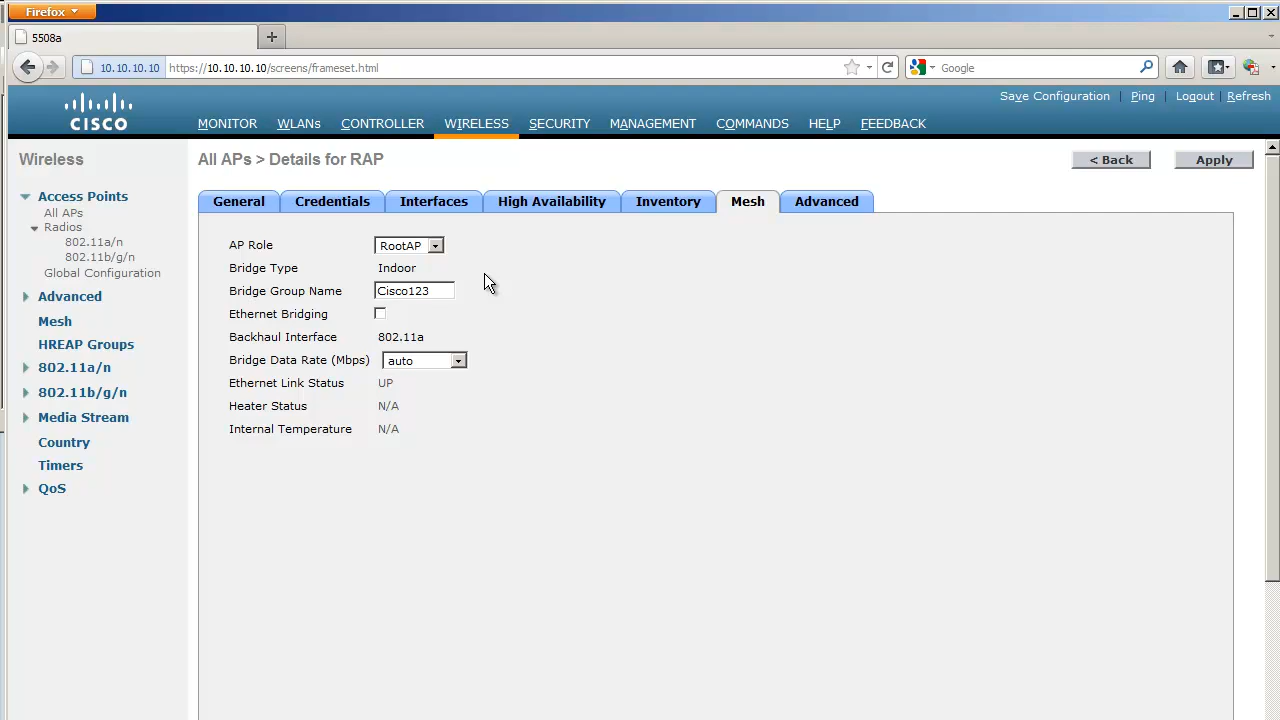 Firefox
5508a
10.10.10.10 https://10.10.10.10/screens/frameset.html Google
Save Configuration Ping Logout Refresh
CISCO MONITOR WLANs CONTROLLER WIRELESS SECURITY MANAGEMENT COMMANDS HELP FEEDBACK
Wireless
Access Points
All APs
Radios
802.11a/n
802.11b/g/n
Global Configuration
Advanced
Mesh
HREAP Groups
802.11a/n
802.11b/g/n
Media Stream
Country
Timers
QoS
All APs > Details for RAP < Back Apply
General Credentials Interfaces High Availability Inventory Mesh Advanced
AP Role RootAP
Bridge Type Indoor
Bridge Group Name Cisco123
Ethernet Bridging
Backhaul Interface 802.11a
Bridge Data Rate (Mbps) auto
Ethernet Link Status UP
Heater Status N/A
Internal Temperature N/A